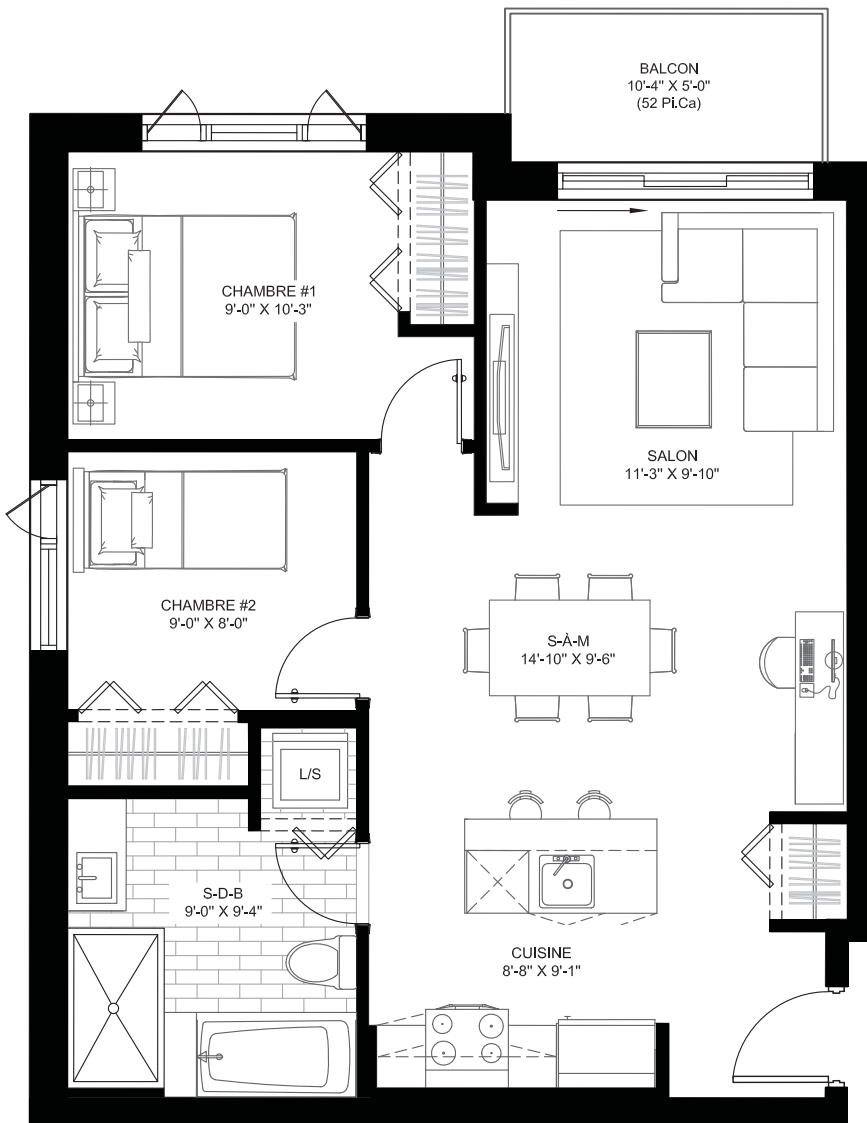 BALCON
10'-4" X 5'-0"
(52 Pi.Ca)
CHAMBRE #1
9'-0" X 10'-3"
SALON
11'-3" X 9'-10"
CHAMBRE #2
9'-0" X 8'-0"
S-À-M
14'-10" X 9'-6"
L/S
S-D-B
9'-0" X 9'-4"
CUISINE
8'-8" X 9'-1"